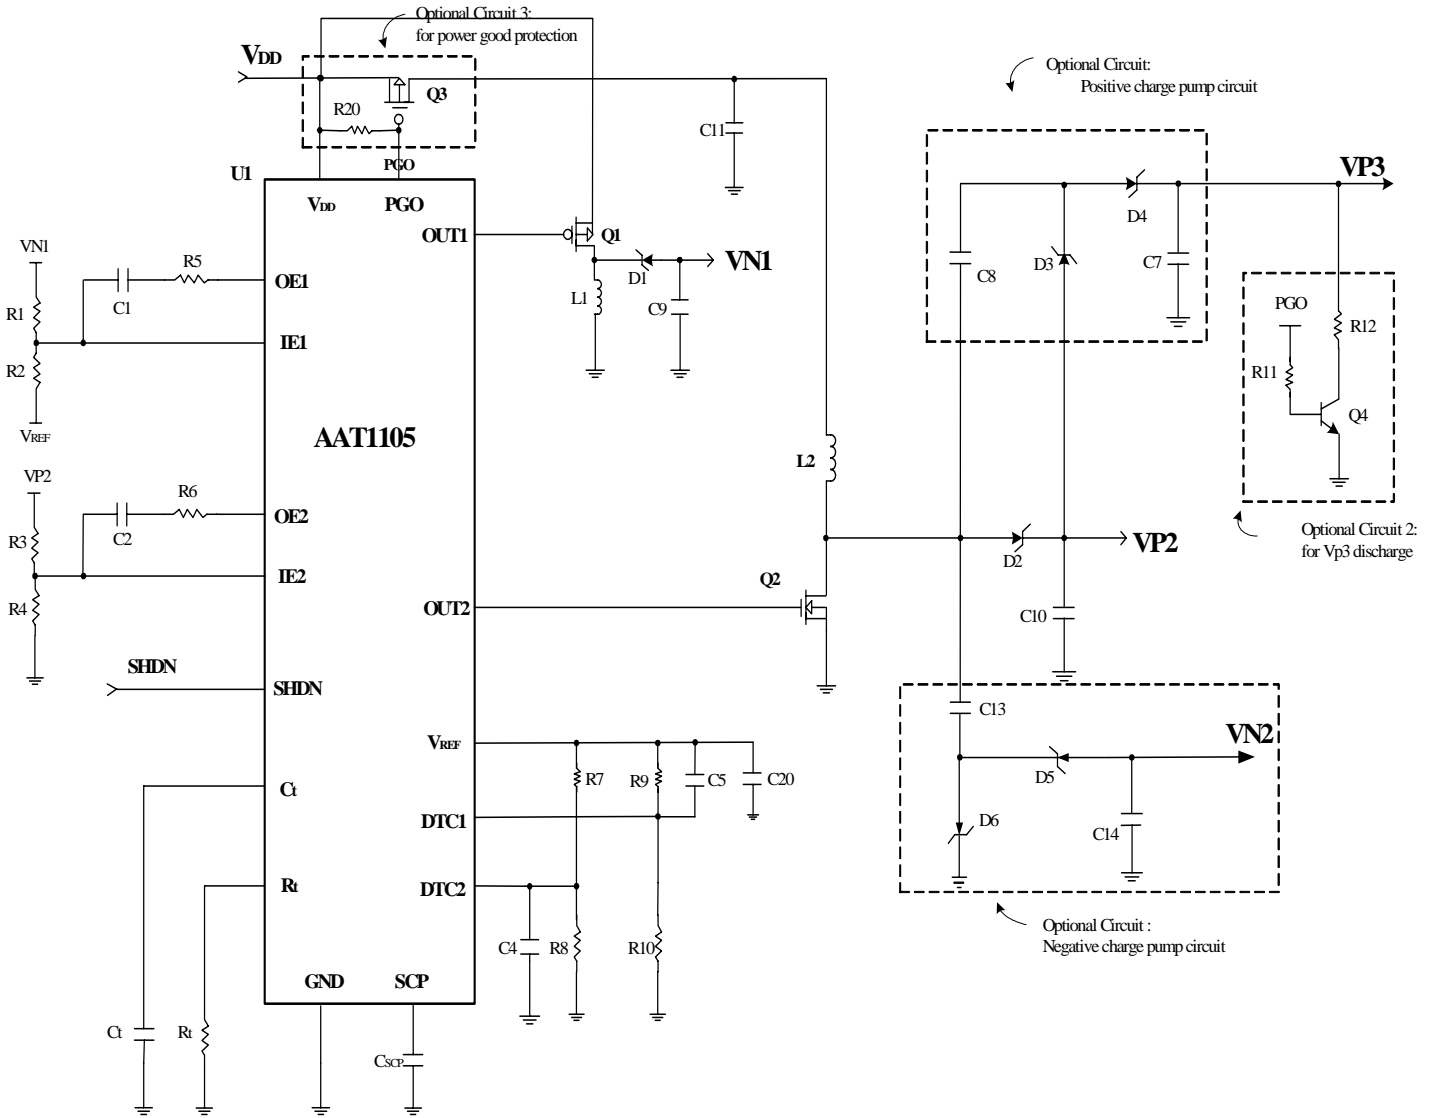 Optional Circuit 3:
for power good protection
VDD
Q3
R20
PGO
C11
Optional Circuit:
Positive charge pump circuit
U1
VDD
PGO
OUT1
Q1
VN1
D1
L1
C9
VP3
D4
C8
D3
C7
PGO
R12
R11
Q4
Optional Circuit 2:
for Vp3 discharge
VN1
R5
C1
OE1
R1
IE1
R2
VREF
AAT1105
VP2
R6
C2
OE2
R3
IE2
R4
L2
D2
VP2
Q2
OUT2
C10
SHDN
SHDN
C13
VN2
D5
D6
C14
Optional Circuit :
Negative charge pump circuit
VREF
R7
R9
C5
C20
Ct
DTC1
Rt
DTC2
C4
R8
R10
GND
SCP
Ct
Rt
CSCP